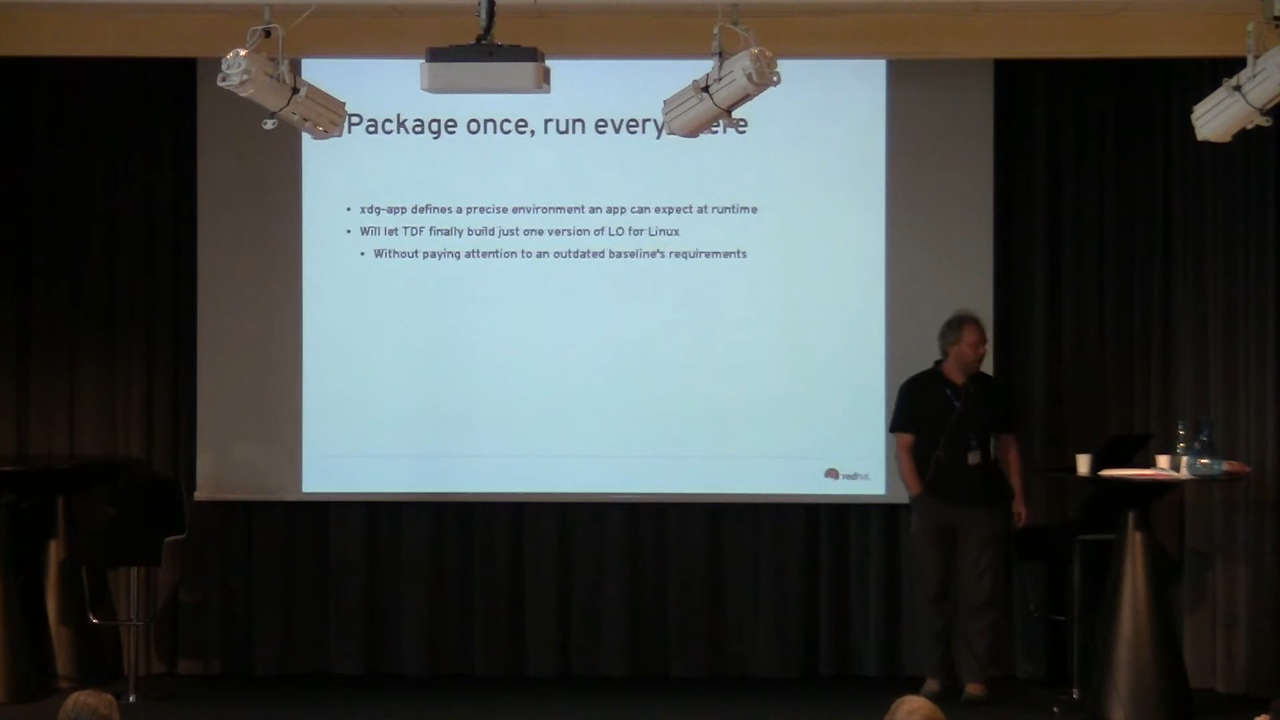 Package once, run everywhere
• xdg-app defines a precise environment an app can expect at runtime
• Will let TDF finally build just one version of LO for Linux
• Without paying attention to an outdated baseline's requirements
redhat.